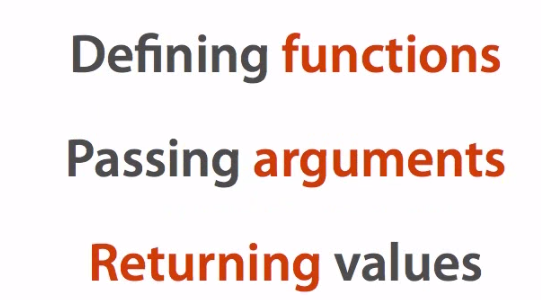 Defining functions
Passing arguments
Returning values